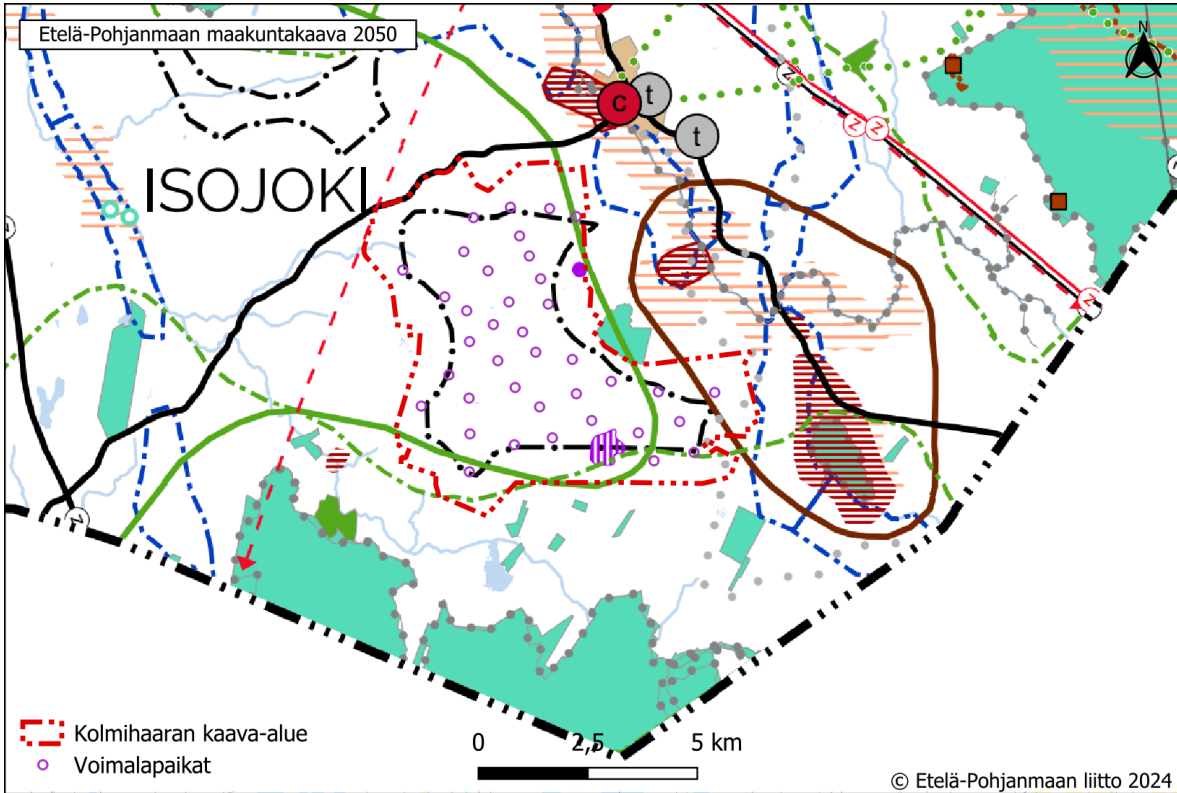 Etelä-Pohjanmaan maakuntakaava 2050
N
z
c
t
t
z z
ISOJOKI
z
z
Kolmihaaran kaava-alue
Voimalapaikat
0 2,5 5 km
© Etelä-Pohjanmaan liitto 2024